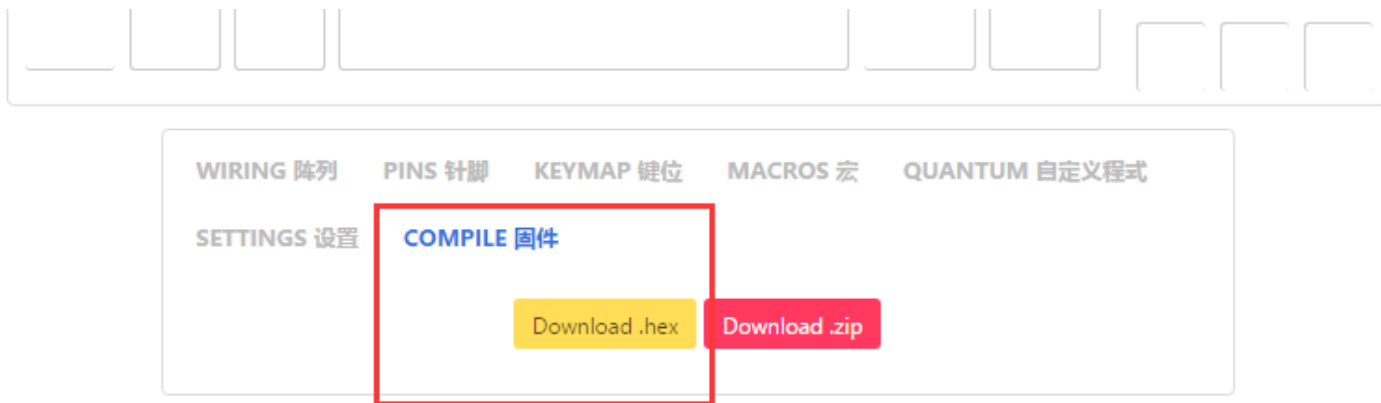 WIRING 阵列 PINS 针脚 KEYMAP 键位 MACROS 宏 QUANTUM 自定义程式
SETTINGS 设置 COMPILE 固件
Download .hex Download .zip